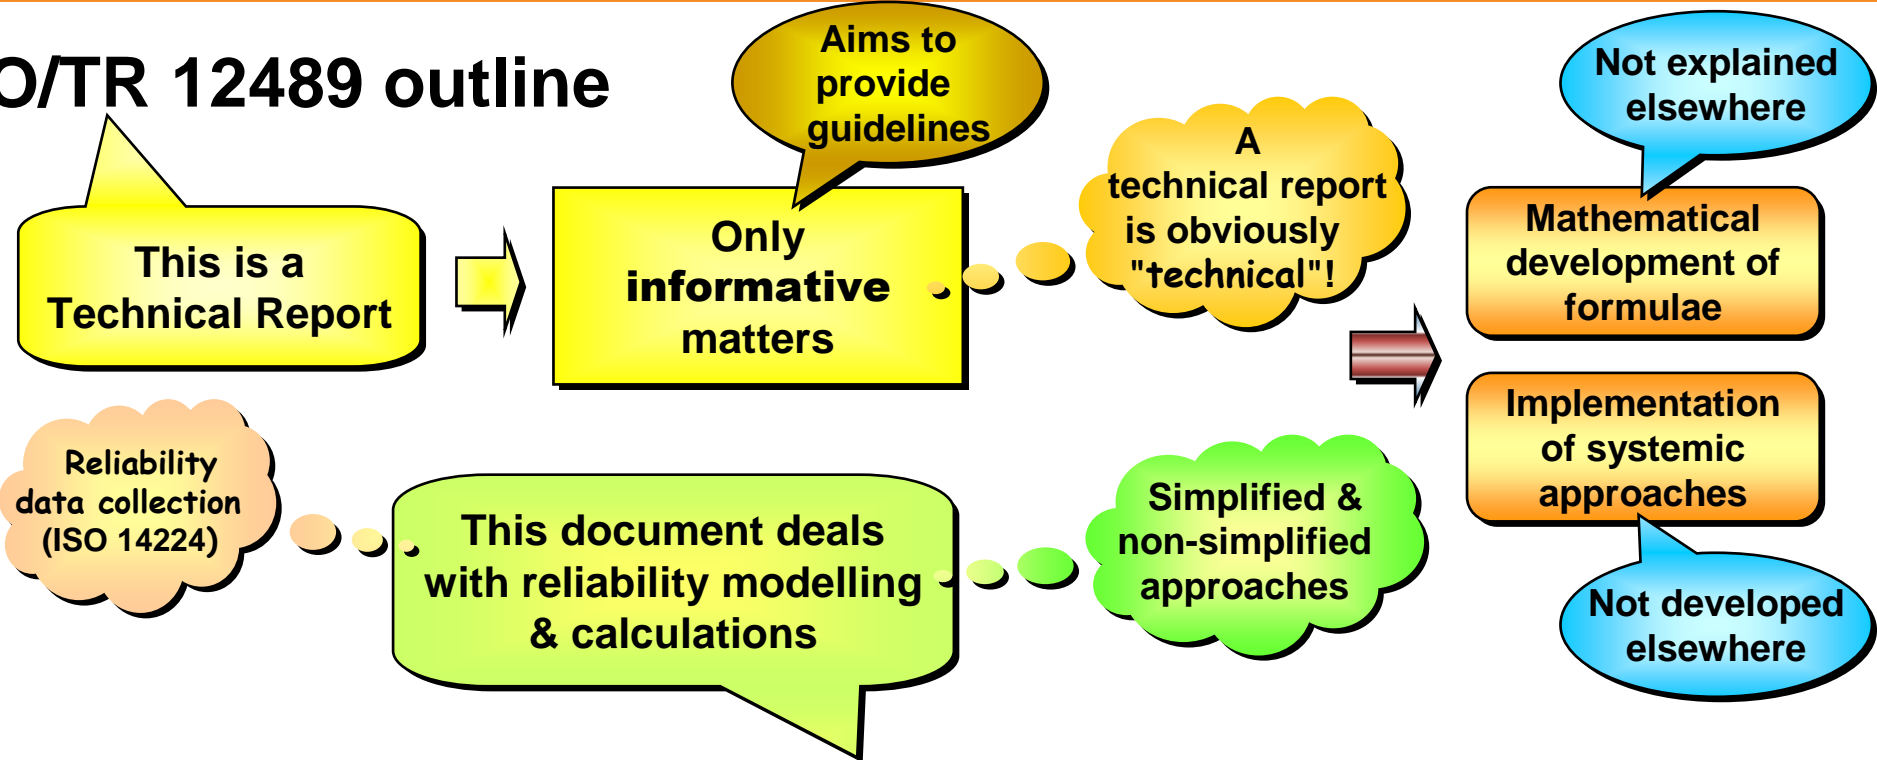 O/TR 12489 outline
Aims to
provide
guidelines
Not explained
elsewhere
This is a
Technical Report
Only
informative
matters
A
technical report
is obviously
"technical"!
Mathematical
development of
formulae
Implementation
of systemic
approaches
Reliability
data collection
(ISO 14224)
This document deals
with reliability modelling
& calculations
Simplified &
non-simplified
approaches
Not developed
elsewhere